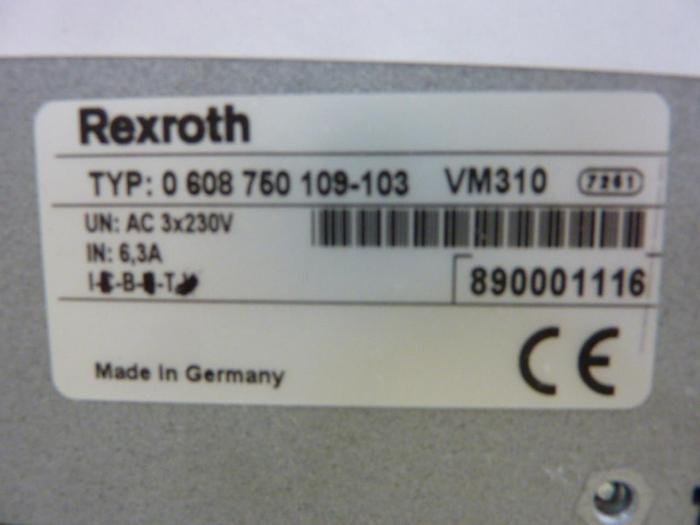 Rexroth
TYP: 0 608 750 109-103 VM310 7261
UN: AC 3x230V
IN: 6,3A
890001116
Made in Germany
CE